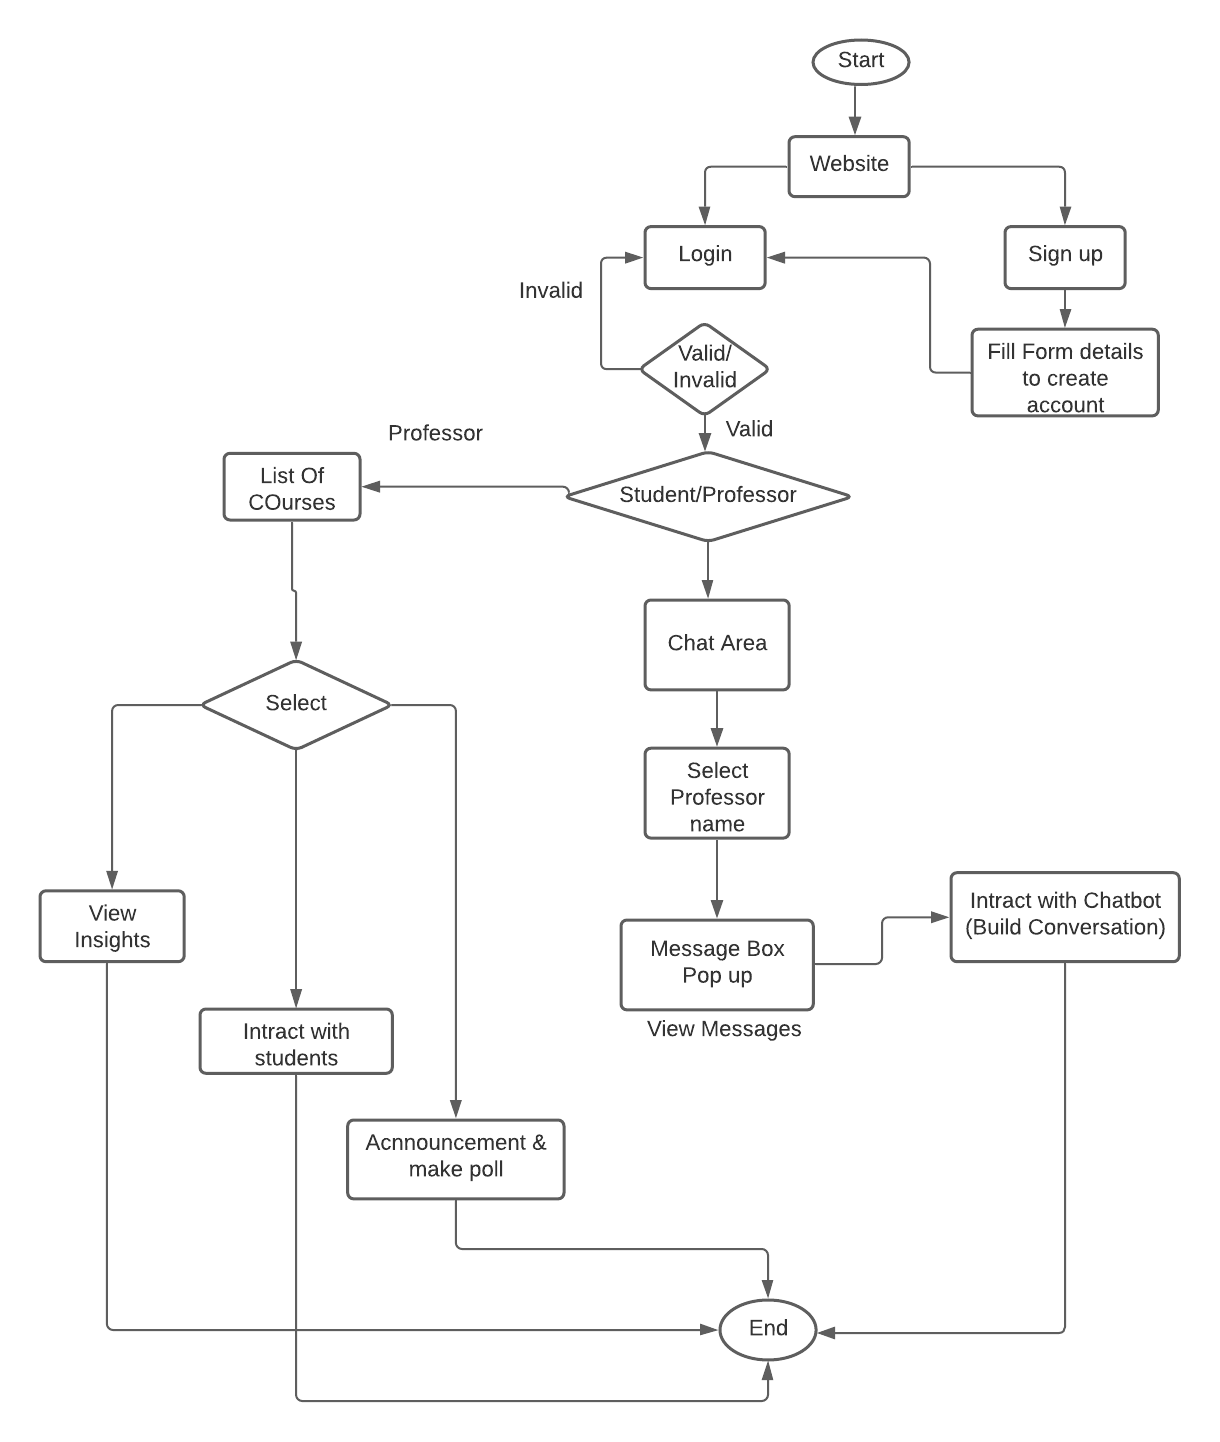 Start
Website
Login
Sign up
Invalid
Valid/
Invalid
Fill Form details
to create
account
Valid
Professor
List Of
COurses
Student/Professor
Chat Area
Select
Select
Professor
name
View
Insights
Intract with Chatbot
(Build Conversation)
Message Box
Pop up
View Messages
Intract with
students
Acnnouncement &
make poll
End